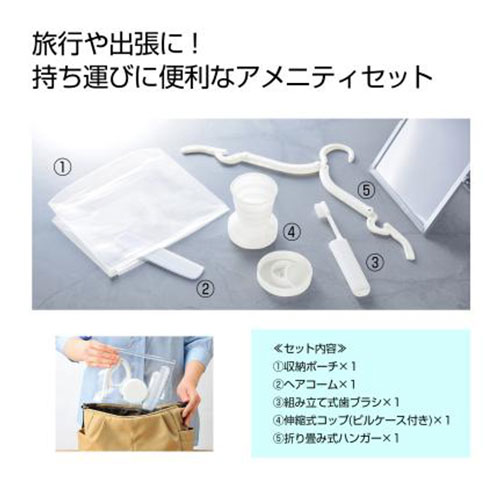 旅行や出張に！
持ち運びに便利なアメニティセット
①
②
③
④
⑤
≪セット内容≫
①収納ポーチ×1
②ヘアコーム×1
③組み立て式歯ブラシ×1
④伸縮式コップ(ピルケース付き)×1
⑤折り畳み式ハンガー×1